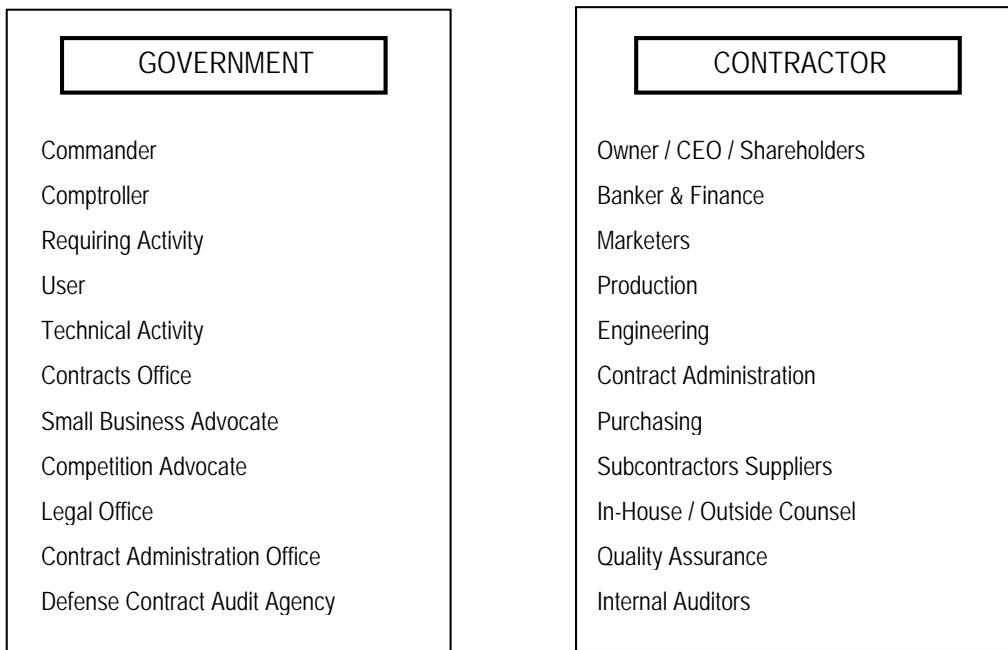 GOVERNMENT
Commander
Comptroller
Requiring Activity
User
Technical Activity
Contracts Office
Small Business Advocate
Competition Advocate
Legal Office
Contract Administration Office
Defense Contract Audit Agency
CONTRACTOR
Owner / CEO / Shareholders
Banker & Finance
Marketers
Production
Engineering
Contract Administration
Purchasing
Subcontractors Suppliers
In-House / Outside Counsel
Quality Assurance
Internal Auditors